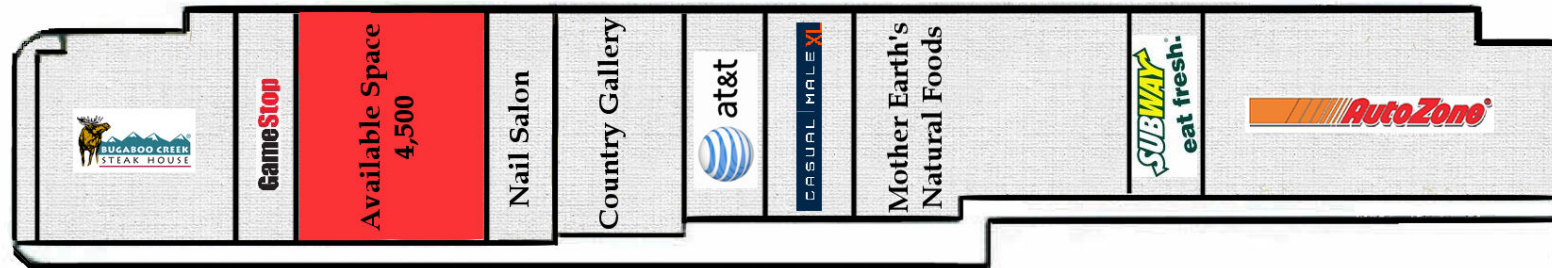 BUGABOO CREEK
STEAK HOUSE
GameStop
Available Space
4,500
Nail Salon
Country Gallery
at&t
CASUAL MALE XL
Mother Earth's
Natural Foods
SUBWAY
eat fresh.
AutoZone